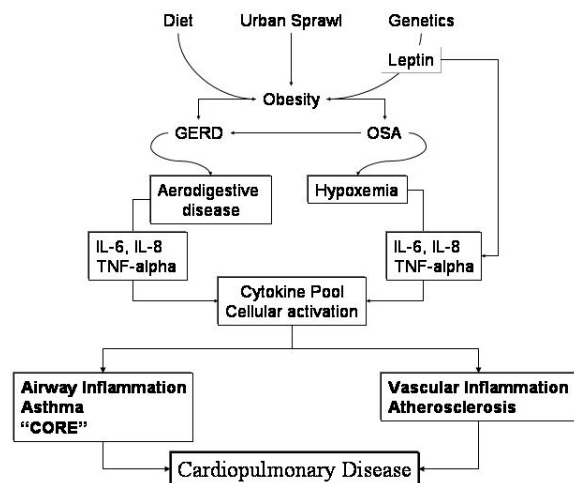 Diet Urban Sprawl Genetics
Leptin
Obesity
GERD OSA
Aerodigestive
disease
Hypoxemia
IL-6, IL-8
TNF-alpha
IL-6, IL-8
TNF-alpha
Cytokine Pool
Cellular activation
Airway Inflammation
Asthma
“CORE”
Vascular Inflammation
Atherosclerosis
Cardiopulmonary Disease